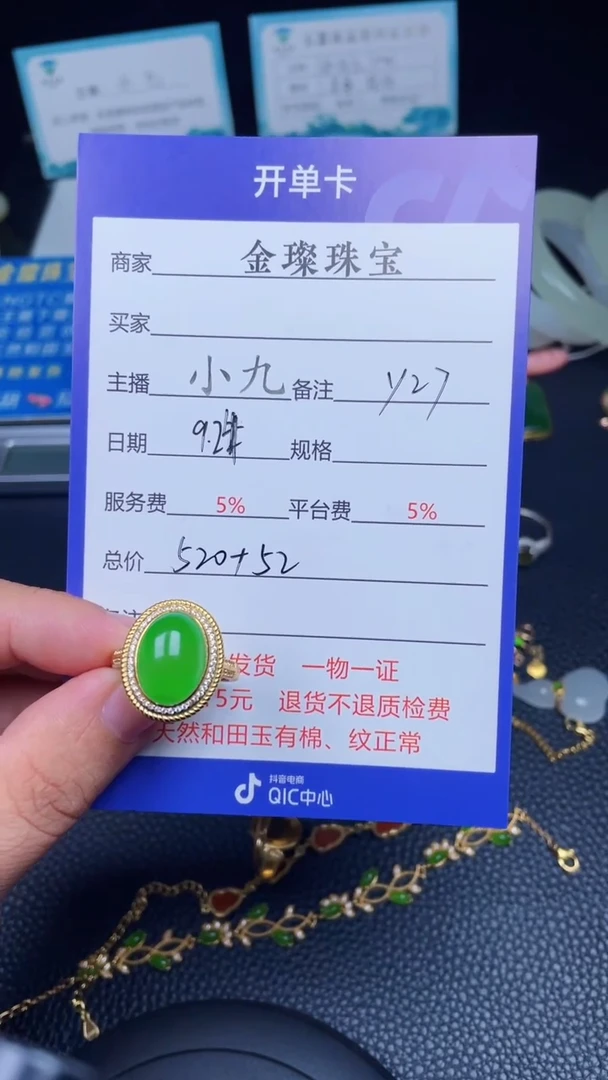 开单卡
商家 金璨珠宝
买家
主播 小九 备注 Y27
日期 规格
服务费 5% 平台费 5%
总价 520+52
发货 一物一证
5元 退货不退质检费
天然和田玉有棉、纹正常
抖音电商
QIC中心